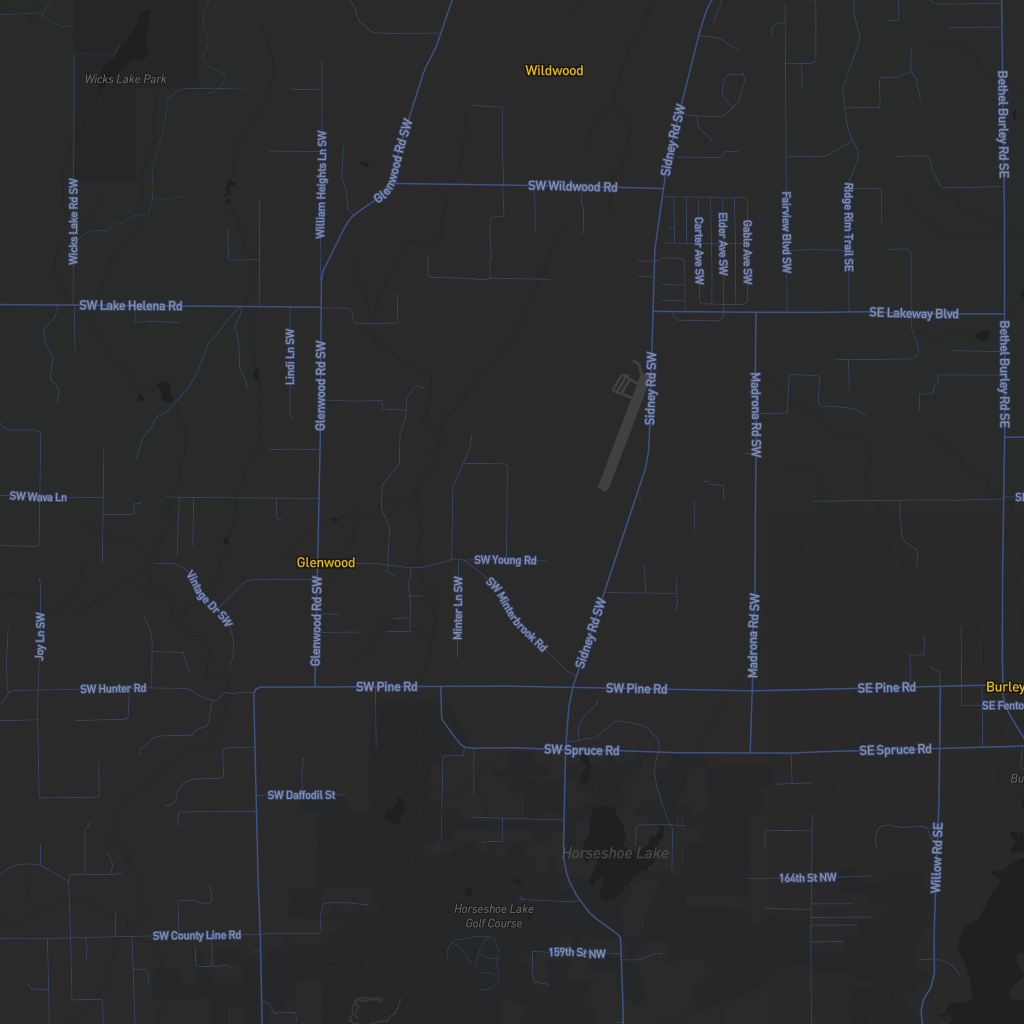 Wildwood
Wicks Lake Park
Bethel Burley Rd SE
Glenwood Rd SW
Sidney Rd SW
William Heights Ln SW
SW Wildwood Rd
Wicks Lake Rd SW
Fairview Blvd SW
Ridge Rim Trail SE
Carter Ave SW
Elder Ave SW
Gable Ave SW
SW Lake Helena Rd
SE Lakeway Blvd
Lindi Ln SW
Glenwood Rd SW
Sidney Rd SW
Madrona Rd SW
Bethel Burley Rd SE
SW Wava Ln
SE
Glenwood
SW Young Rd
Vintage Dr SW
Glenwood Rd SW
Minter Ln SW
SW Minterbrook Rd
Sidney Rd SW
Madrona Rd SW
Joy Ln SW
SW Hunter Rd
SW Pine Rd
SW Pine Rd
SE Pine Rd
Burley
SE Fento
SW Spruce Rd
SE Spruce Rd
Bu
SW Daffodil St
Horseshoe Lake
Willow Rd SE
164th St NW
Horseshoe Lake
Golf Course
SW County Line Rd
159th St NW